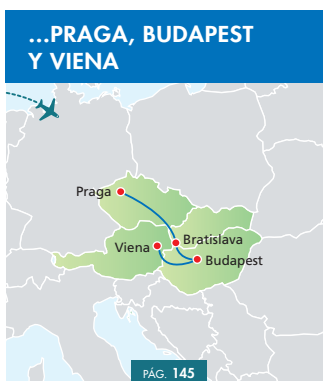 ...PRAGA, BUDAPEST
Y VIENA
Praga
Bratislava
Viena
Budapest
PÁG. 145